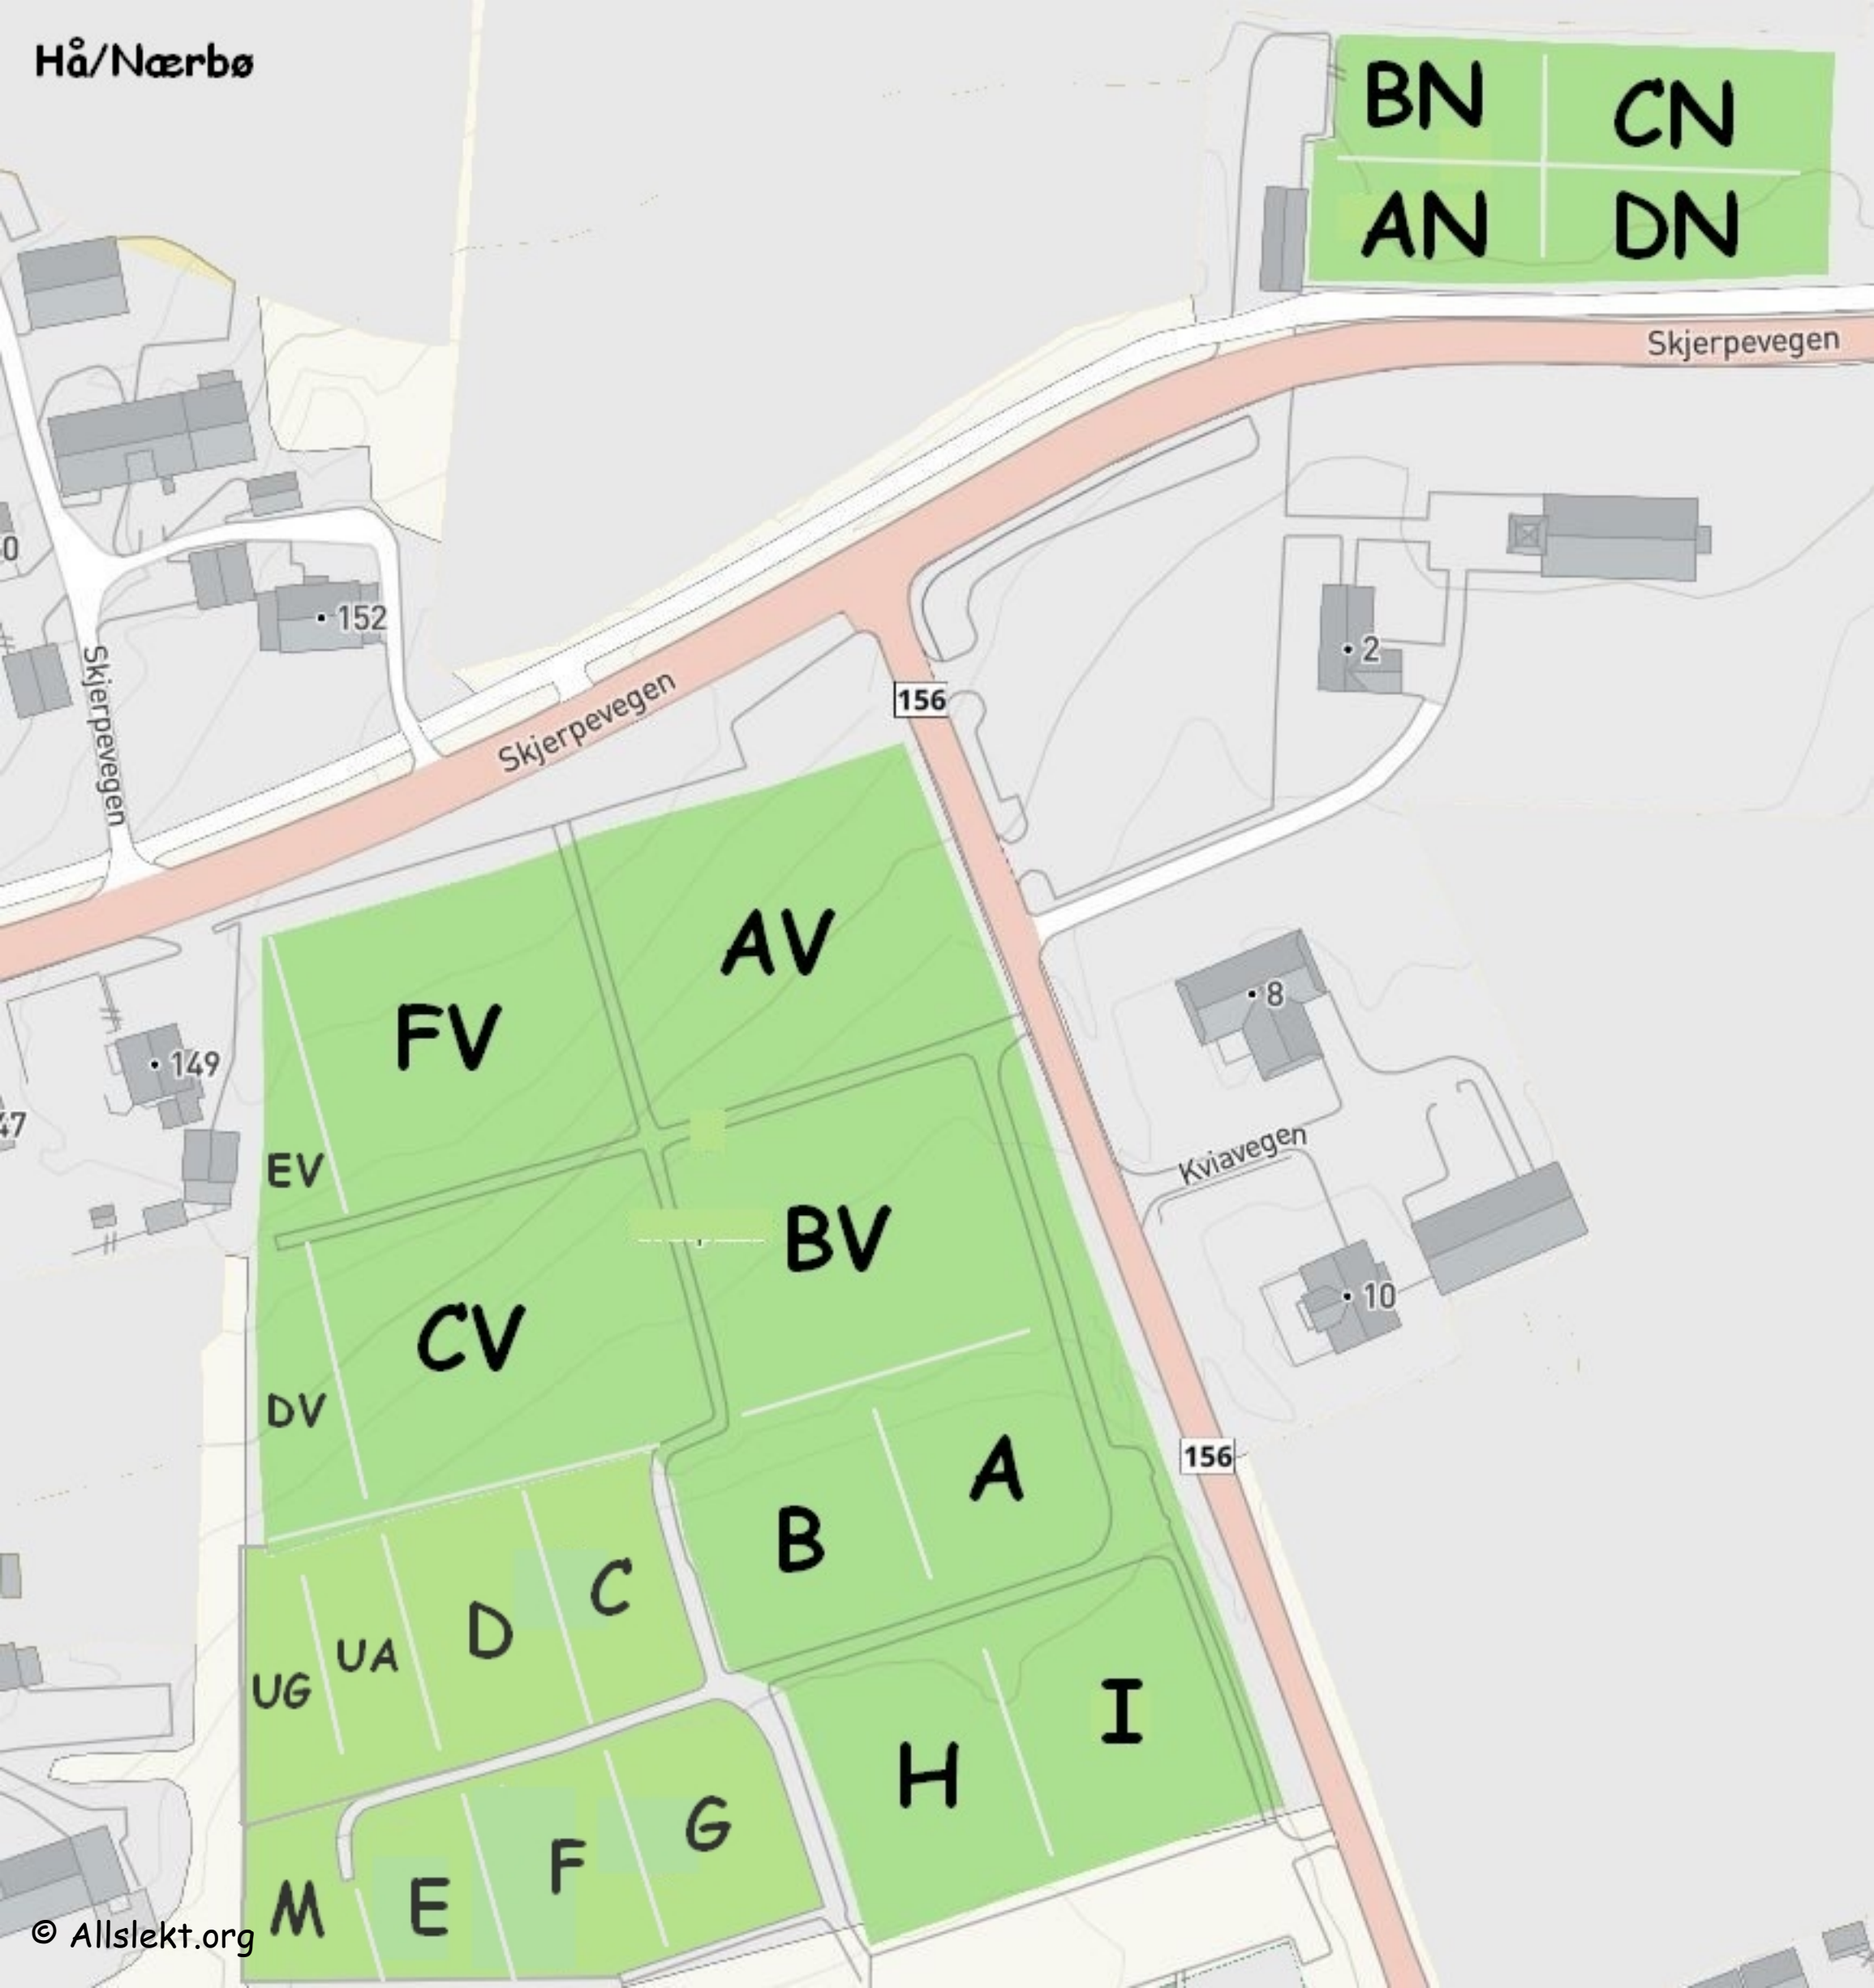 Hå/Nærbø
BN
CN
AN
DN
Skjerpevegen
152
2
Skjerpevegen
Skjerpevegen
156
AV
8
FV
149
47
Kviavegen
EV
BV
10
CV
DV
156
A
B
C
D
UA
UG
I
H
G
F
E
M
© Allslekt.org